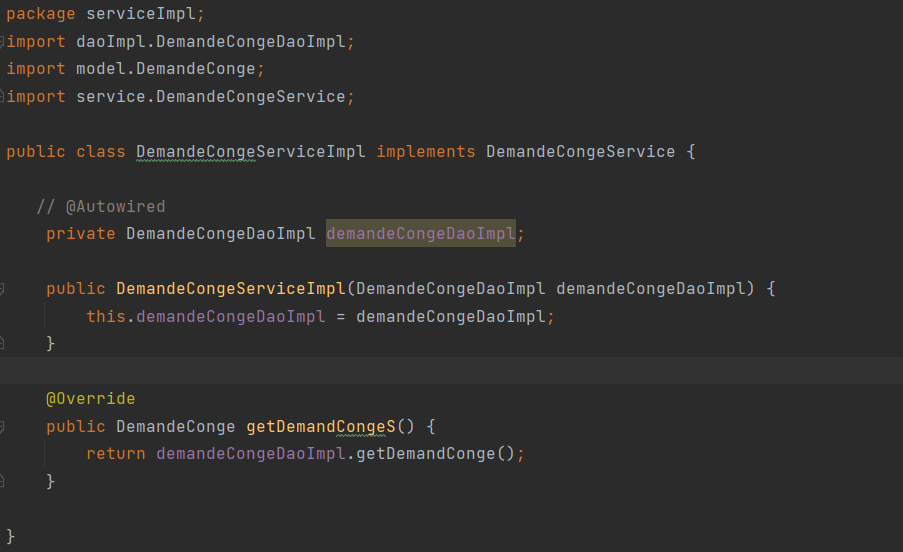 package serviceImpl;
import daoImpl.DemandeCongeDaoImpl;
import model.DemandeConge;
import service.DemandeCongeService;
public class DemandeCongeServiceImpl implements DemandeCongeService {
// @Autowired
private DemandeCongeDaoImpl demandeCongeDaoImpl;
public DemandeCongeServiceImpl(DemandeCongeDaoImpl demandeCongeDaoImpl) {
this.demandeCongeDaoImpl = demandeCongeDaoImpl;
}
@Override
public DemandeConge getDemandCongeS() {
return demandeCongeDaoImpl.getDemandConge();
}
}